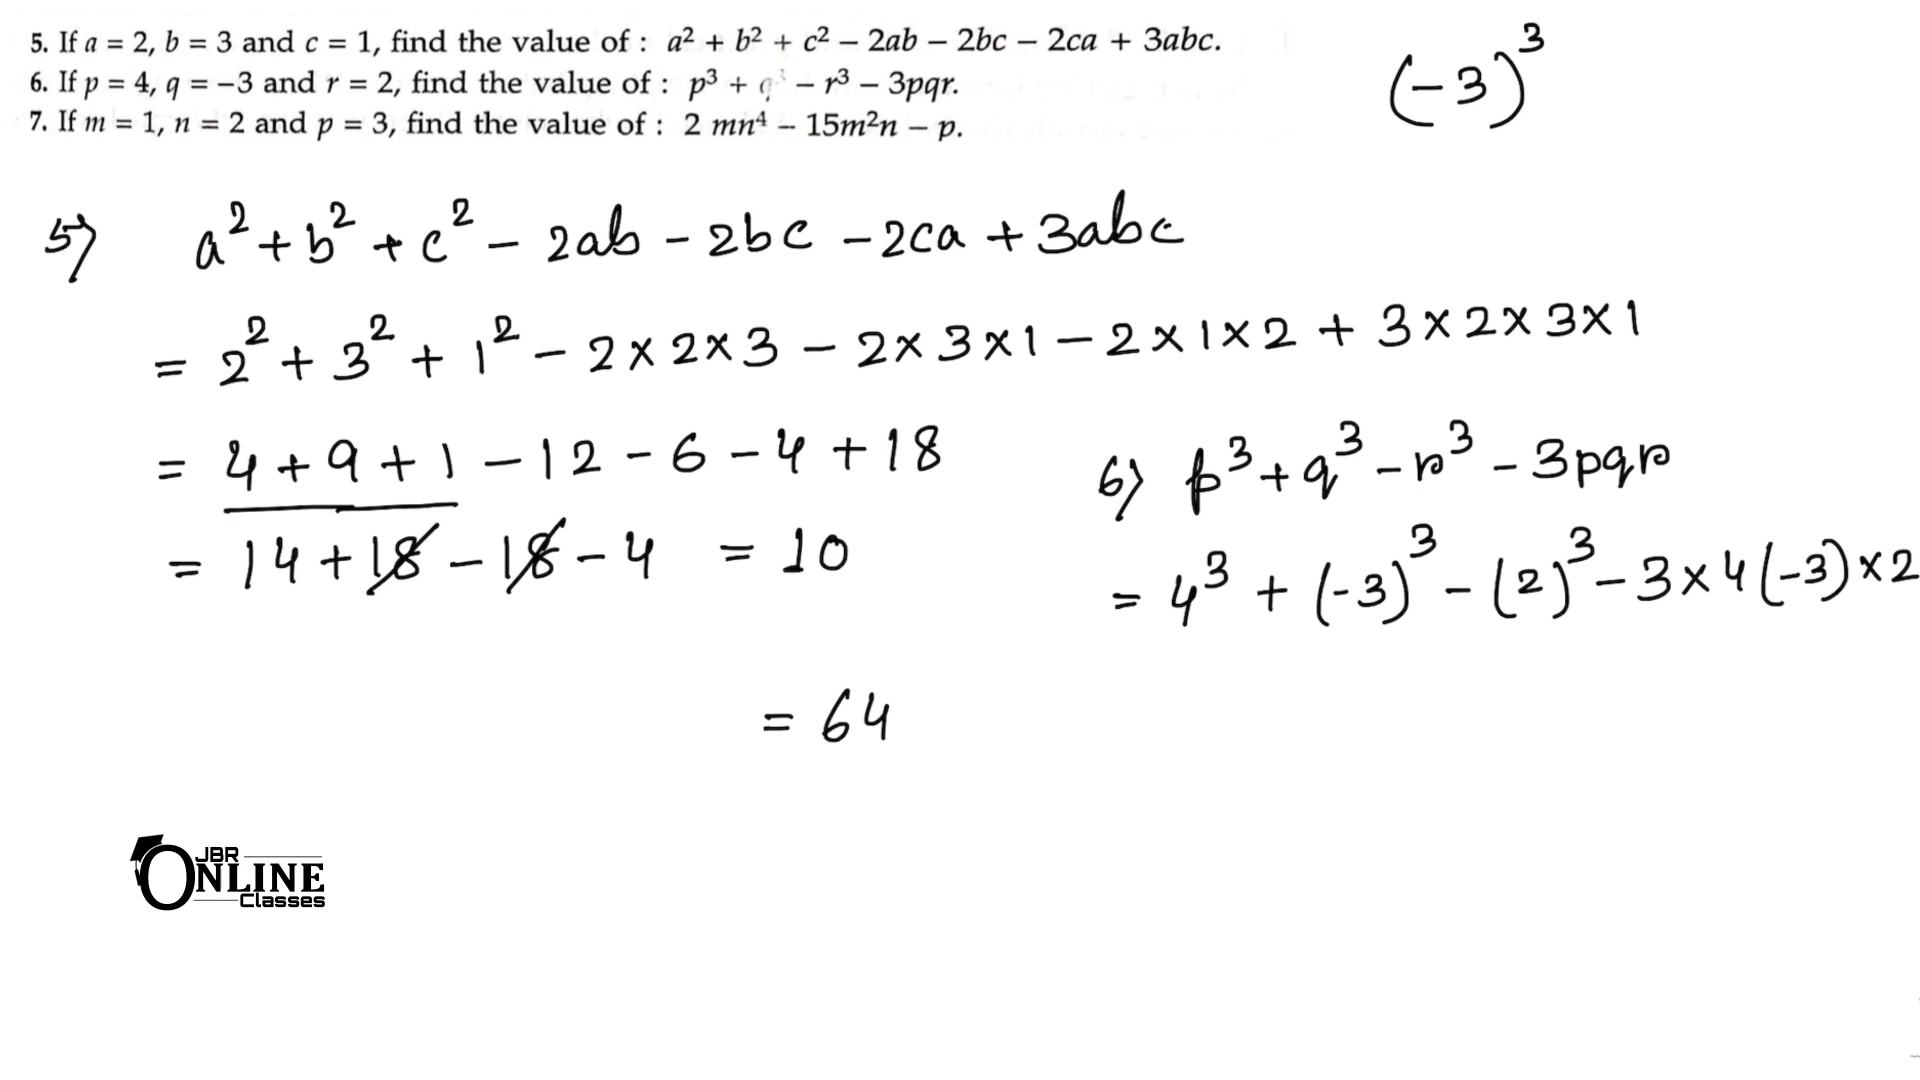 5. If a = 2, b = 3 and c = 1, find the value of : a² + b² + c² – 2ab – 2bc – 2ca + 3abc.
6. If p = 4, q = –3 and r = 2, find the value of : p³ + q³ – r³ – 3pqr.
7. If m = 1, n = 2 and p = 3, find the value of : 2 mn⁴ – 15m²n – p.
(-3)³
5) a² + b² + c² - 2ab - 2bc - 2ca + 3abc
= 2² + 3² + 1² - 2 × 2 × 3 - 2 × 3 × 1 - 2 × 1 × 2 + 3 × 2 × 3 × 1
= 4 + 9 + 1 - 12 - 6 - 4 + 18
= 14 + 18 - 18 - 4 = 10
6) p³ + q³ - r³ - 3pqr
= 4³ + (-3)³ - (2)³ - 3 × 4 (-3) × 2
= 64
JBR
ONLINE
Classes